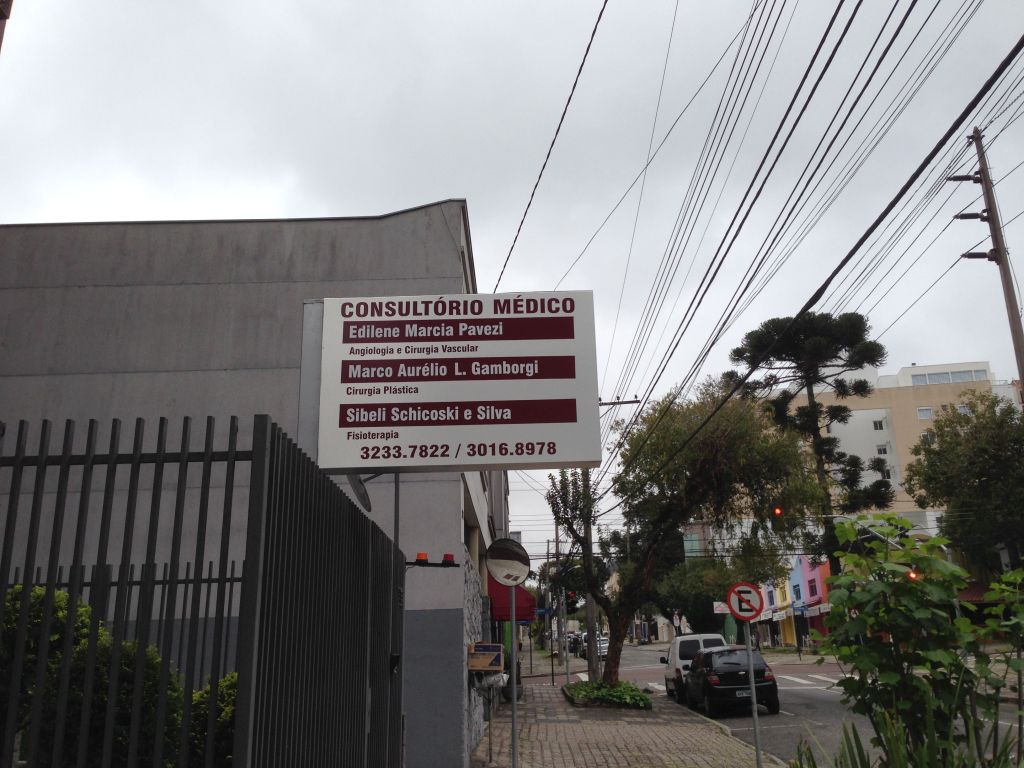 CONSULTÓRIO MÉDICO
Edilene Marcia Pavezi
Angiologia e Cirurgia Vascular
Marco Aurélio L. Gamborgi
Cirurgia Plástica
Sibeli Schicoski e Silva
Fisioterapia
3233.7822 / 3016.8978
E